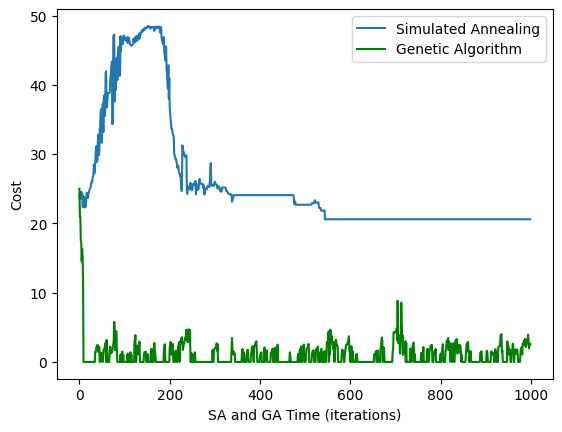 Simulated Annealing
Genetic Algorithm
50
40
30
20
10
0
Cost
0 200 400 600 800 1000
SA and GA Time (iterations)